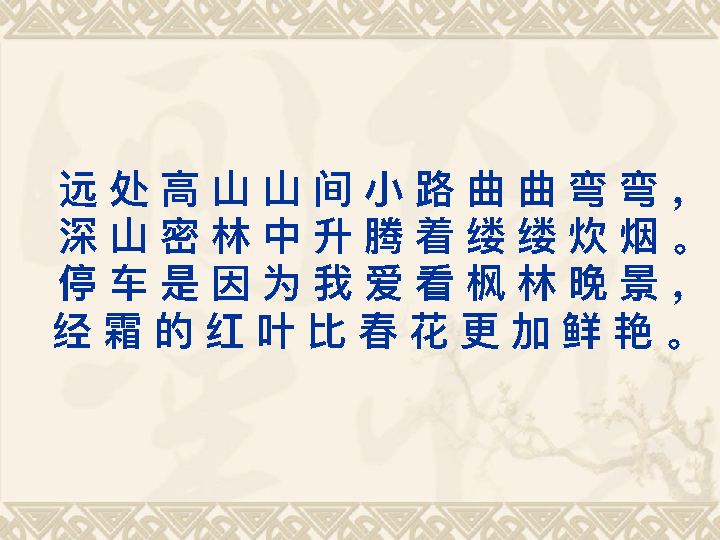 远处高山山间小路曲曲弯弯，
深山密林中升腾着缕缕炊烟。
停车是因为我爱看枫林晚景，
经霜的红叶比春花更加鲜艳。